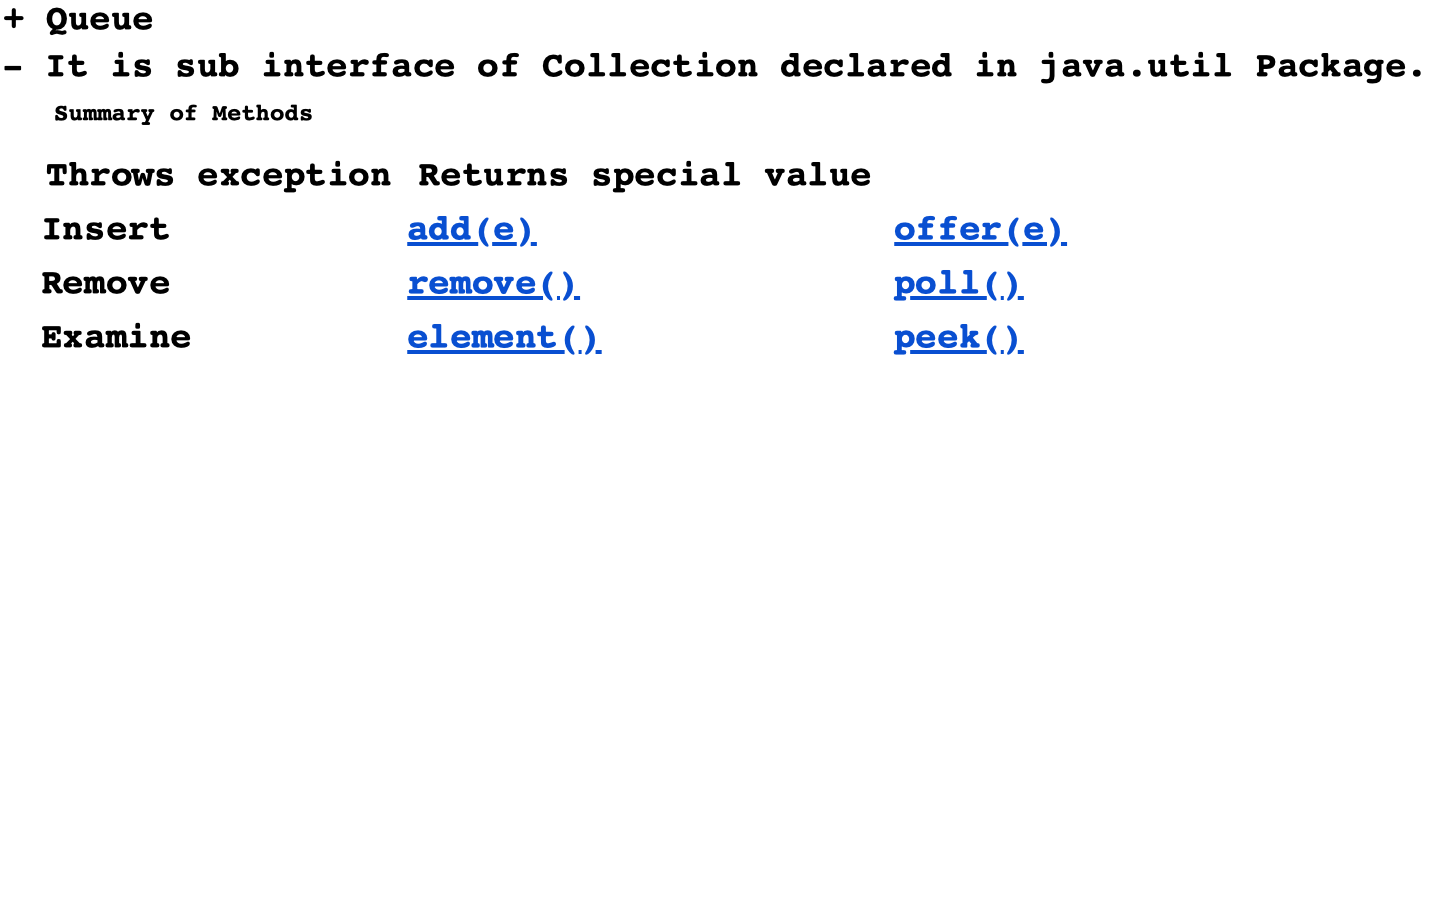 + Queue
- It is sub interface of Collection declared in java.util Package.
Summary of Methods
Throws exception Returns special value
Insert add(e) offer(e)
Remove remove() poll()
Examine element() peek()